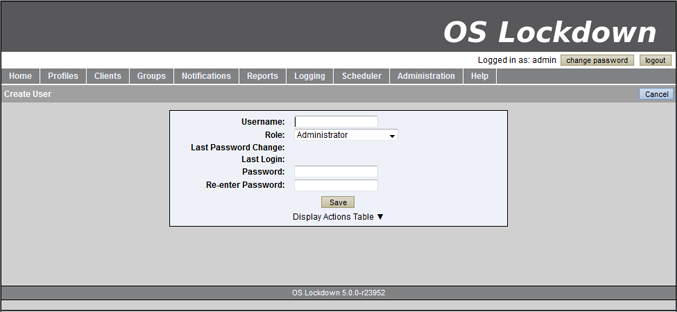 OS Lockdown
Logged in as: admin change password logout
Home Profiles Clients Groups Notifications Reports Logging Scheduler Administration Help
Create User Cancel
Username:
Role: Administrator
Last Password Change:
Last Login:
Password:
Re-enter Password:
Save
Display Actions Table ▼
OS Lockdown 5.0.0-r23952